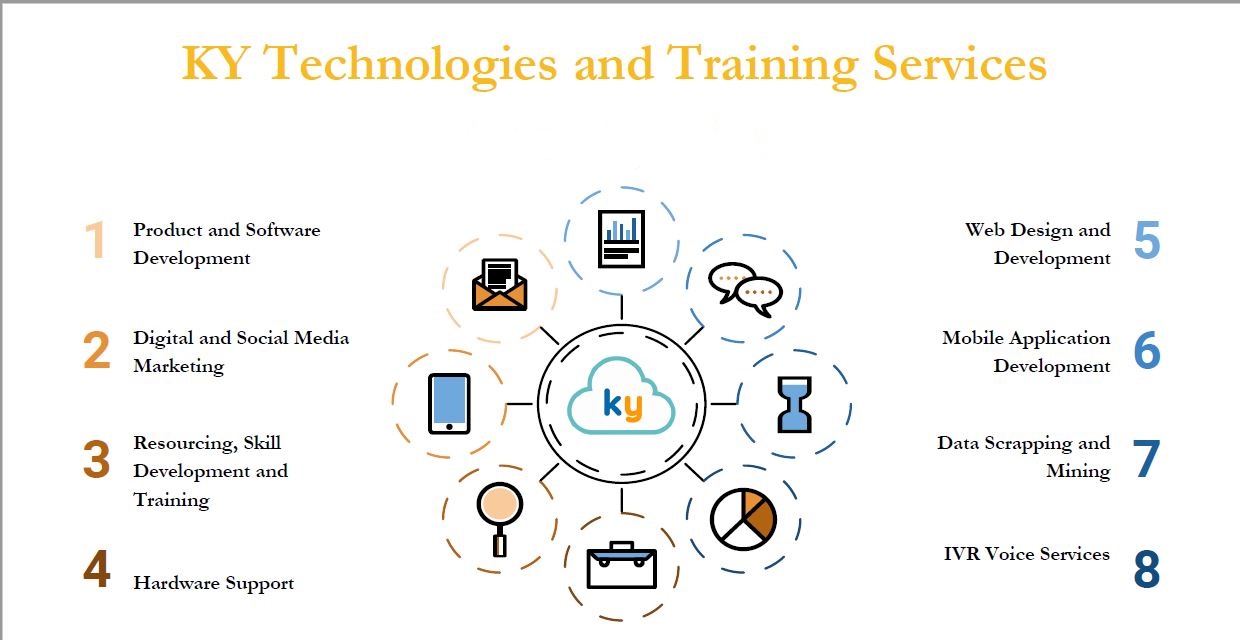 KY Technologies and Training Services
1
Product and Software
Development
2
Digital and Social Media
Marketing
3
Resourcing, Skill
Development and
Training
4
Hardware Support
ky
Web Design and
Development
5
Mobile Application
Development
6
Data Scrapping and
Mining
7
IVR Voice Services
8